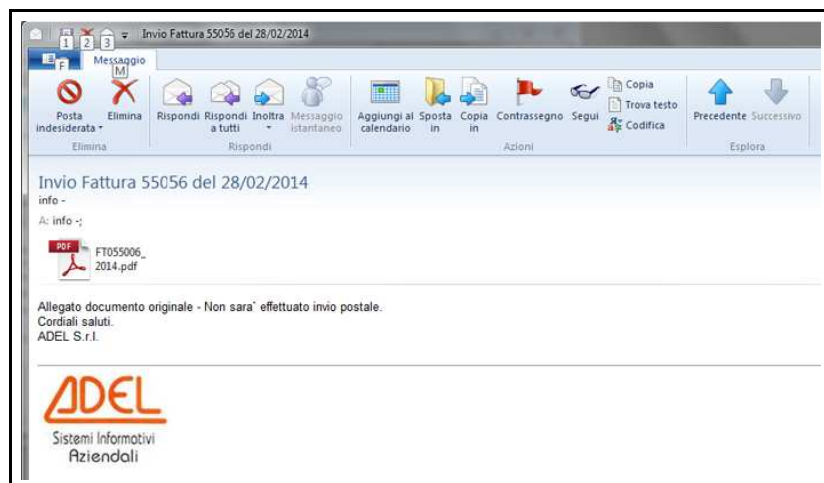 Invio Fattura 55056 del 28/02/2014
1 2 3
F Messaggio
M
Posta indesiderata
Elimina
Rispondi
Rispondi a tutti
Inoltra
Messaggio istantaneo
Aggiungi al calendario
Sposta in
Copia in
Contrassegno
Segui
Copia
Trova testo
Codifica
Precedente
Successivo
Elimina
Rispondi
Azioni
Esplora
Invio Fattura 55056 del 28/02/2014
info -
A: info -;
PDF
FT055006_
2014.pdf
Allegato documento originale - Non sara` effettuato invio postale.
Cordiali saluti.
ADEL S.r.l.
ADEL
Sistemi Informativi
Aziendali